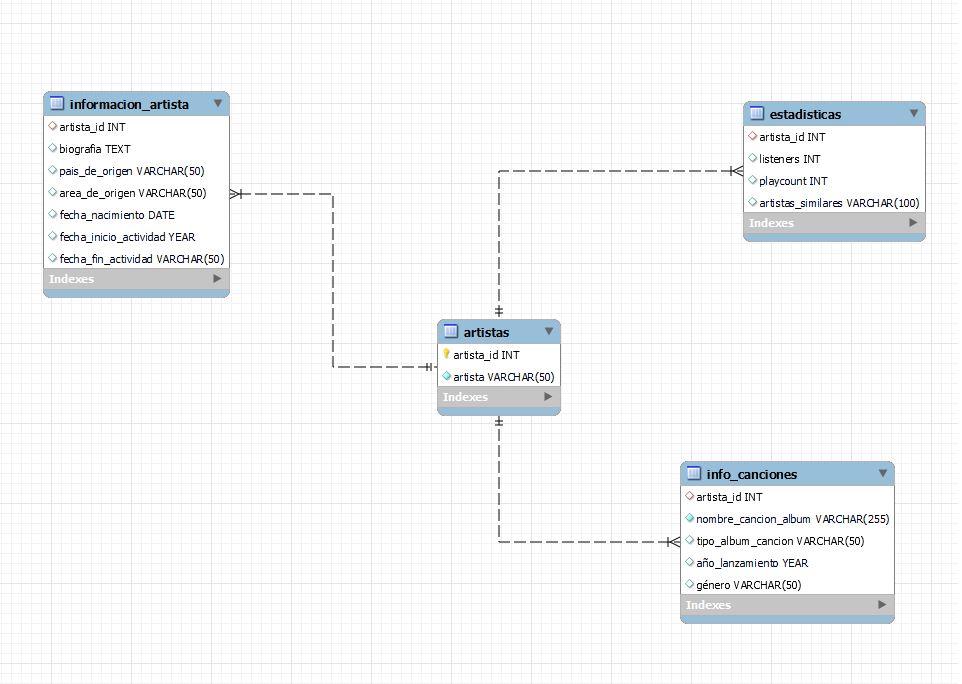 informacion_artista
artista_id INT
biografia TEXT
pais_de_origen VARCHAR(50)
area_de_origen VARCHAR(50)
fecha_nacimiento DATE
fecha_inicio_actividad YEAR
fecha_fin_actividad VARCHAR(50)
Indexes
estadisticas
artista_id INT
listeners INT
playcount INT
artistas_similares VARCHAR(100)
Indexes
artistas
artista_id INT
artista VARCHAR(50)
Indexes
info_canciones
artista_id INT
nombre_cancion_album VARCHAR(255)
tipo_album_cancion VARCHAR(50)
año_lanzamiento YEAR
género VARCHAR(50)
Indexes